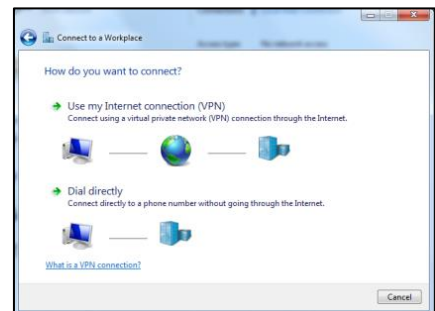 Connect to a Workplace
How do you want to connect?
Use my Internet connection (VPN)
Connect using a virtual private network (VPN) connection through the Internet.
Dial directly
Connect directly to a phone number without going through the Internet.
What is a VPN connection?
Cancel